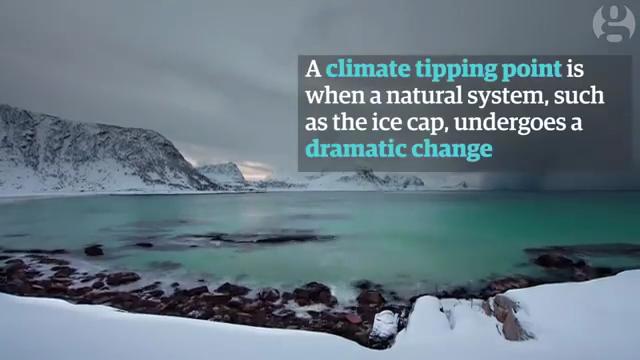 A climate tipping point is
when a natural system, such
as the ice cap, undergoes a
dramatic change